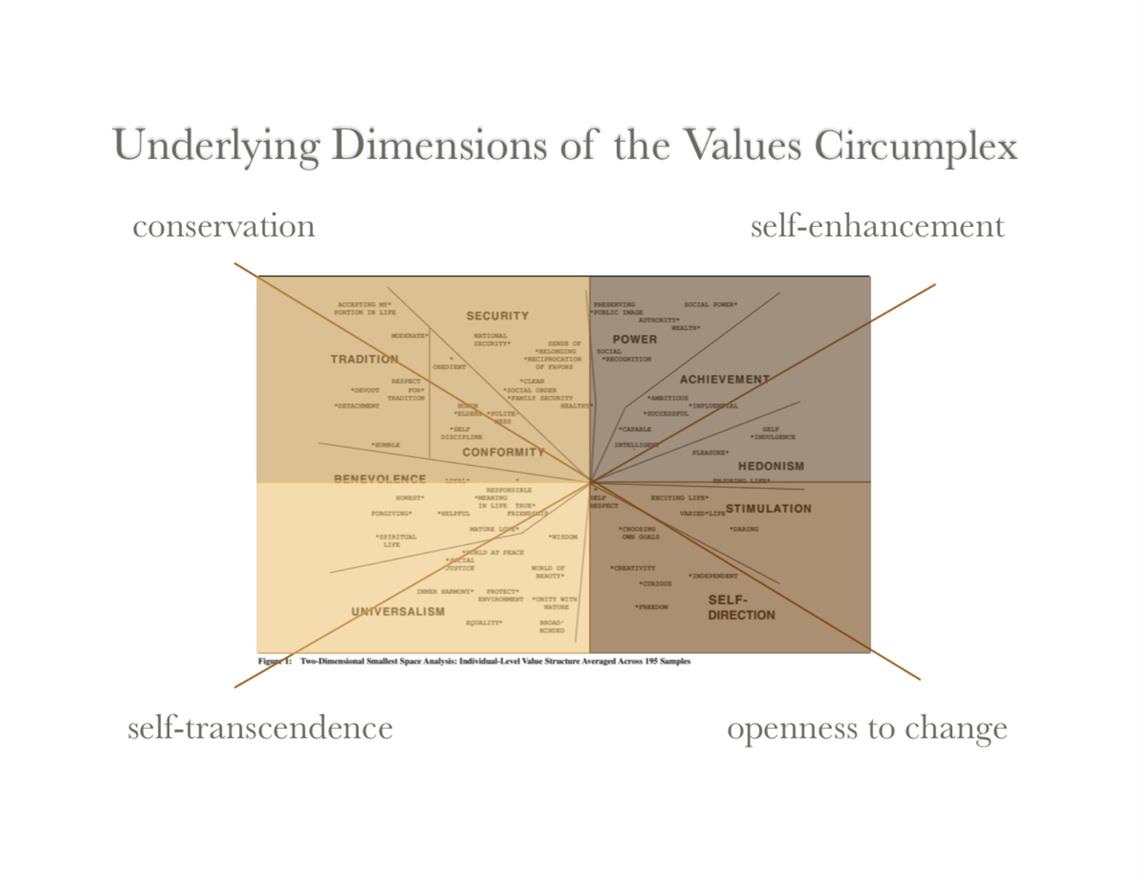 Underlying Dimensions of the Values Circumplex
conservation
self-enhancement
ACCEPTING MY*
PORTION IN LIFE
SECURITY
PRESERVING
*PUBLIC IMAGE
SOCIAL POWER*
AUTHORITY*
WEALTH*
MODERATE*
NATIONAL
SECURITY*
POWER
TRADITION
SENSE OF
*BELONGING
*RECIPROCATION
OF FAVORS
SOCIAL
*RECOGNITION
*
OBEDIENT
RESPECT
FOR*
TRADITION
*DEVOUT
*DETACHMENT
*CLEAN
*SOCIAL ORDER
*FAMILY SECURITY
HEALTHY*
ACHIEVEMENT
*AMBITIOUS
*INFLUENTIAL
*SUCCESSFUL
HONOR
*ELDERS
*POLITE-
NESS
*SELF
DISCIPLINE
*CAPABLE
INTELLIGENT
SELF
*INDULGENCE
*HUMBLE
CONFORMITY
PLEASURE*
HEDONISM
BENEVOLENCE
LOYAL*
*
RESPONSIBLE
ENJOYING LIFE*
HONEST*
*MEANING
IN LIFE
TRUE*
FRIENDSHIP
*
SELF
RESPECT
EXCITING LIFE*
STIMULATION
FORGIVING*
*HELPFUL
VARIED*LIFE
MATURE LOVE*
*SPIRITUAL
LIFE
*WISDOM
*CHOOSING
OWN GOALS
*DARING
*WORLD AT PEACE
*SOCIAL
JUSTICE
WORLD OF
BEAUTY*
*CREATIVITY
*INDEPENDENT
*CURIOUS
INNER HARMONY*
PROTECT*
ENVIRONMENT
*UNITY WITH
NATURE
SELF-
DIRECTION
UNIVERSALISM
*FREEDOM
EQUALITY*
BROAD*
MINDED
Figure 1: Two-Dimensional Smallest Space Analysis: Individual-Level Value Structure Averaged Across 195 Samples
self-transcendence
openness to change